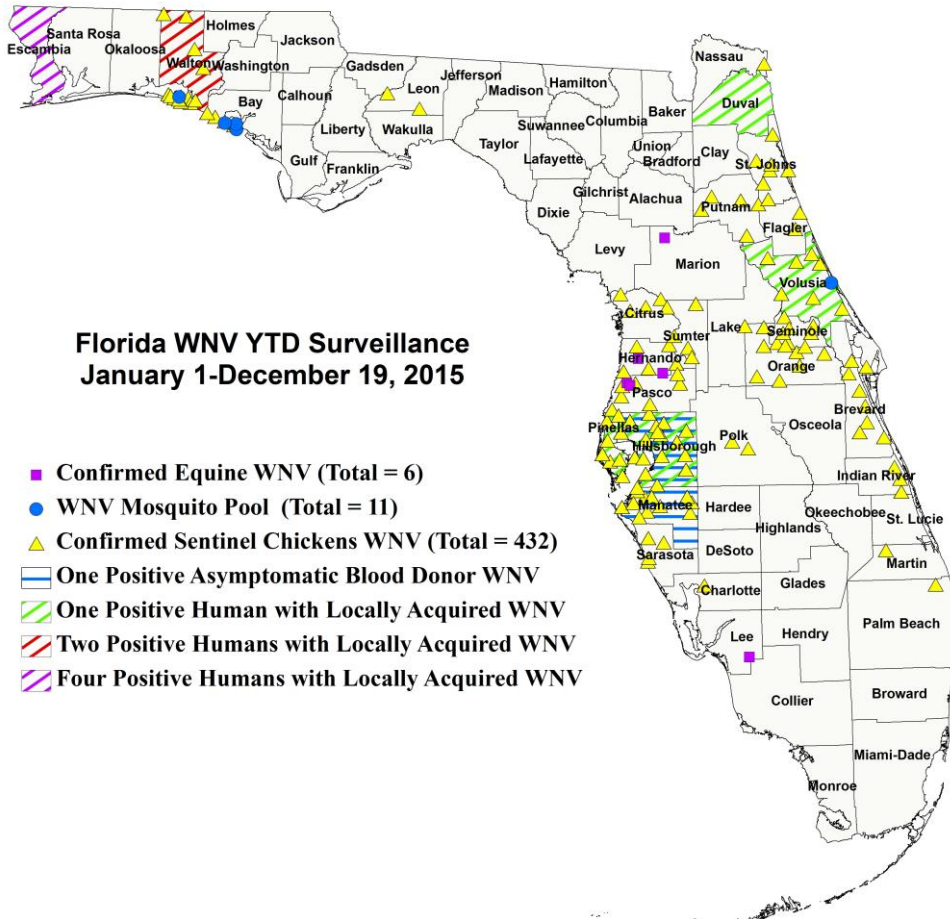 Santa Rosa
Escambia
Okaloosa
Walton
Holmes
Washington
Jackson
Bay
Calhoun
Gadsden
Liberty
Gulf
Franklin
Leon
Wakulla
Jefferson
Madison
Taylor
Hamilton
Suwannee
Lafayette
Columbia
Dixie
Gilchrist
Baker
Union
Bradford
Alachua
Levy
Nassau
Duval
Clay
St. Johns
Putnam
Flagler
Marion
Volusia
Citrus
Sumter
Lake
Seminole
Hernando
Orange
Pasco
Florida WNV YTD Surveillance
January 1-December 19, 2015
Pinellas
Hillsborough
Polk
Osceola
Brevard
Indian River
Manatee
Hardee
Highlands
Okeechobee
St. Lucie
Sarasota
DeSoto
Martin
Charlotte
Glades
Lee
Hendry
Palm Beach
Collier
Broward
Miami-Dade
Monroe
Confirmed Equine WNV (Total = 6)
WNV Mosquito Pool (Total = 11)
Confirmed Sentinel Chickens WNV (Total = 432)
One Positive Asymptomatic Blood Donor WNV
One Positive Human with Locally Acquired WNV
Two Positive Humans with Locally Acquired WNV
Four Positive Humans with Locally Acquired WNV